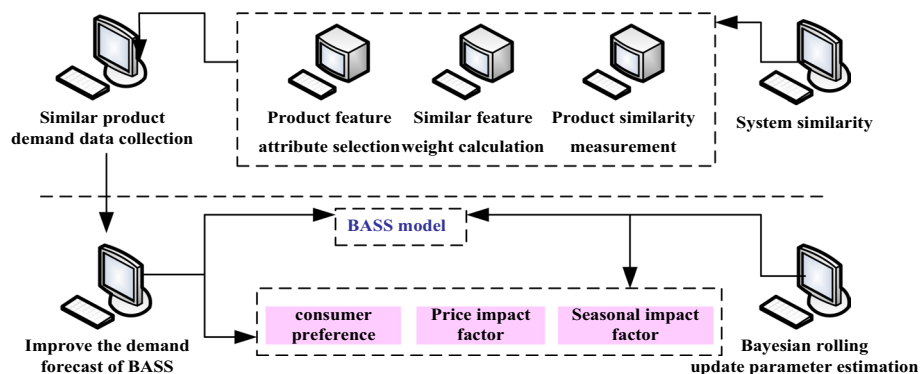 Similar product
demand data collection
Product feature
attribute selection
Similar feature
weight calculation
Product similarity
measurement
System similarity
BASS model
consumer
preference
Price impact
factor
Seasonal impact
factor
Improve the demand
forecast of BASS
Bayesian rolling
update parameter estimation